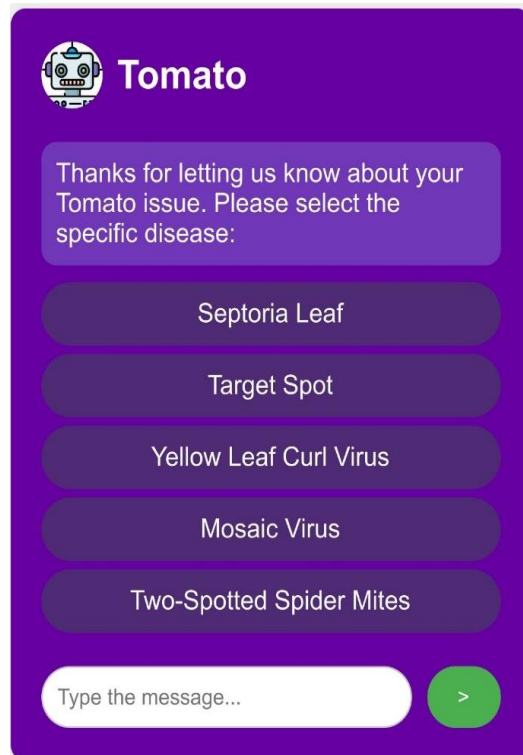 Tomato
Thanks for letting us know about your
Tomato issue. Please select the
specific disease:
Septoria Leaf
Target Spot
Yellow Leaf Curl Virus
Mosaic Virus
Two-Spotted Spider Mites
Type the message...
>